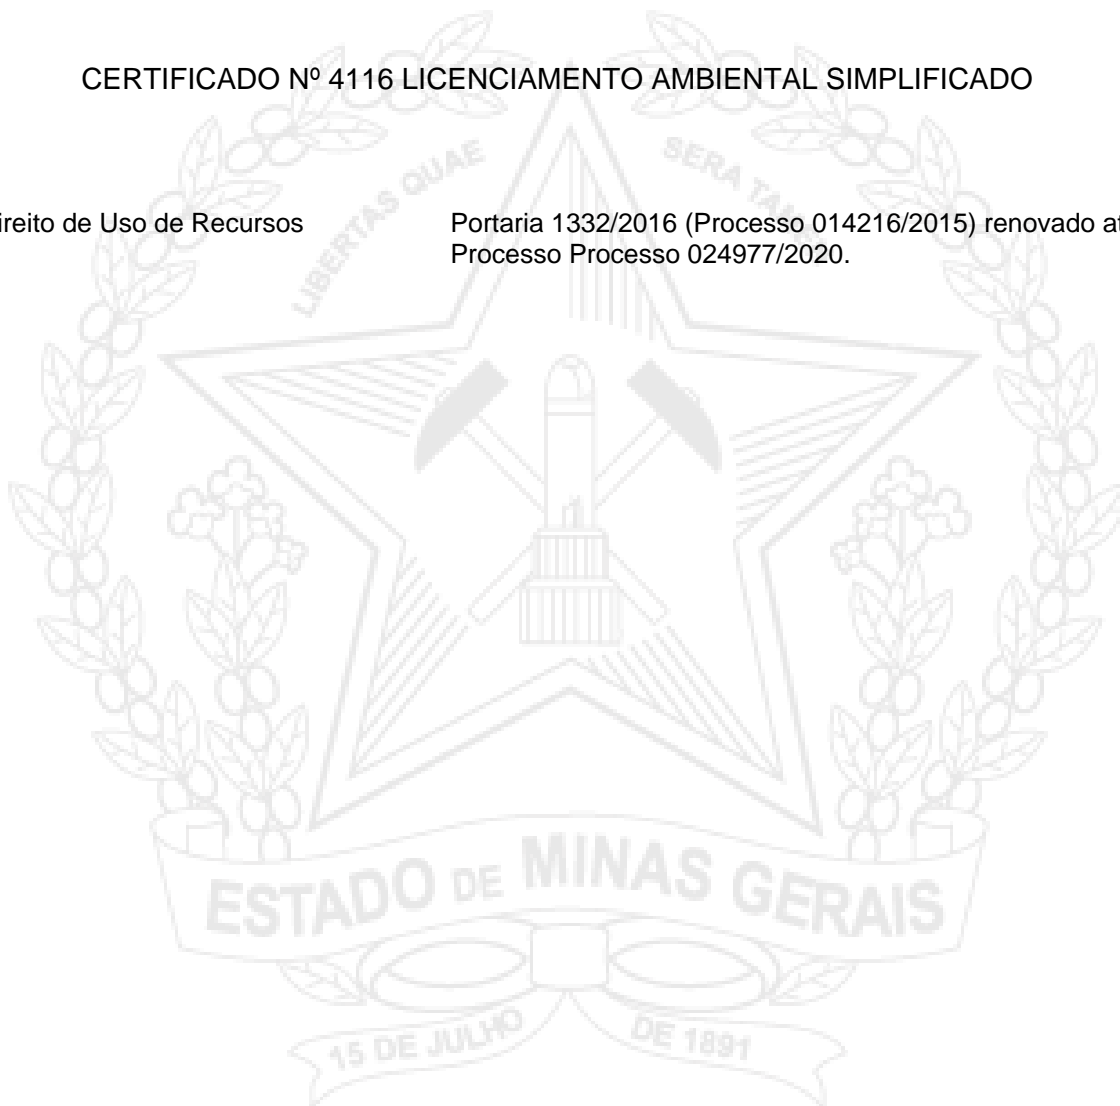 CERTIFICADO Nº 4116 LICENCIAMENTO AMBIENTAL SIMPLIFICADO
LIBERTAS QUAE SERA TAMEN
ireito de Uso de Recursos
Portaria 1332/2016 (Processo 014216/2015) renovado at
Processo Processo 024977/2020.
ESTADO DE MINAS GERAIS
15 DE JULHO DE 1891